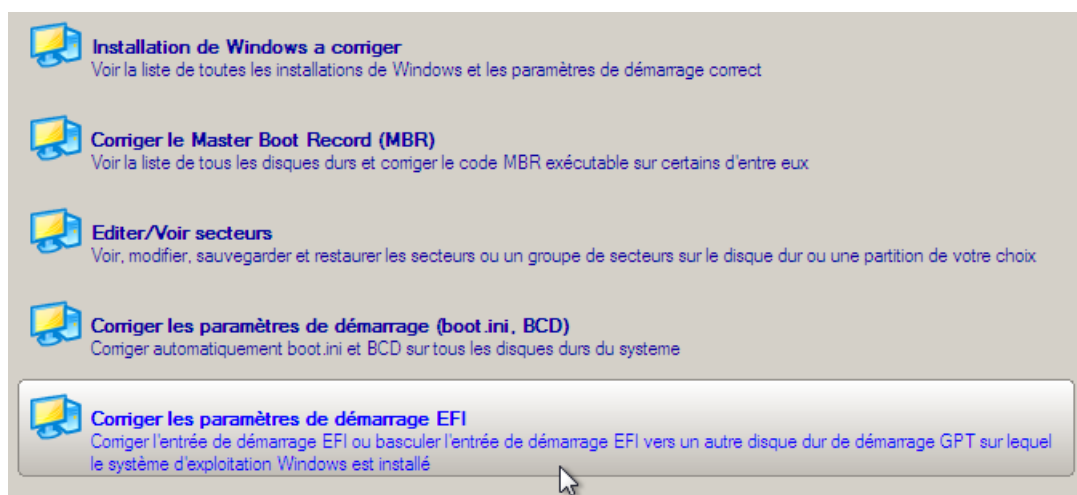 Installation de Windows a corriger
Voir la liste de toutes les installations de Windows et les paramètres de démarrage correct
Corriger le Master Boot Record (MBR)
Voir la liste de tous les disques durs et corriger le code MBR exécutable sur certains d'entre eux
Editer/Voir secteurs
Voir, modifier, sauvegarder et restaurer les secteurs ou un groupe de secteurs sur le disque dur ou une partition de votre choix
Corriger les paramètres de démarrage (boot.ini, BCD)
Corriger automatiquement boot.ini et BCD sur tous les disques durs du systeme
Corriger les paramètres de démarrage EFI
Corriger l'entrée de démarrage EFI ou basculer l'entrée de démarrage EFI vers un autre disque dur de démarrage GPT sur lequel
le système d'exploitation Windows est installé